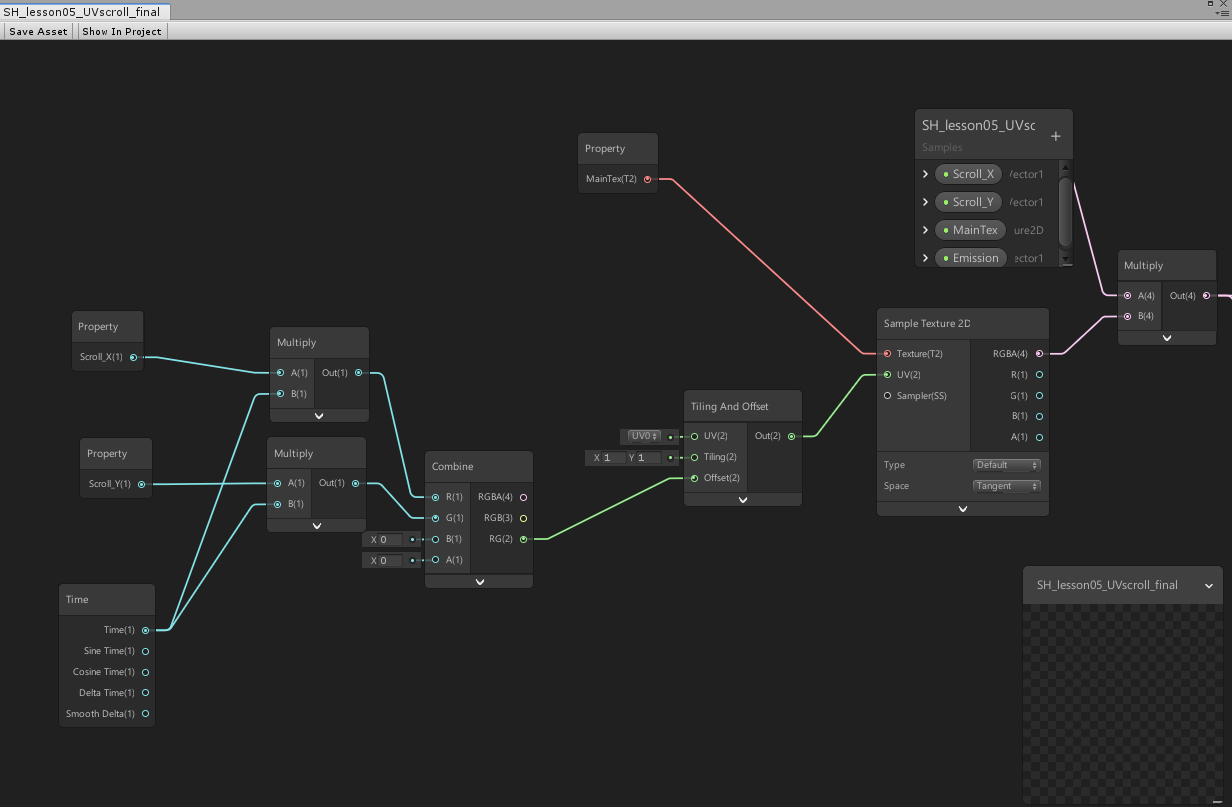 SH_lesson05_UVscroll_final
Save Asset Show In Project
SH_lesson05_UVsc
Samples
Scroll_X
Scroll_Y
MainTex
Emission
Property
MainTex(T2)
Multiply
A(4) Out(4)
B(4)
Sample Texture 2D
Texture(T2) RGBA(4)
UV(2) R(1)
Sampler(SS) G(1)
B(1)
A(1)
Type Default
Space Tangent
Property
Scroll_X(1)
Multiply
A(1) Out(1)
B(1)
Tiling And Offset
UV0 UV(2) Out(2)
X 1 Y 1 Tiling(2)
Offset(2)
Property
Scroll_Y(1)
Multiply
A(1) Out(1)
B(1)
Combine
R(1) RGBA(4)
G(1) RGB(3)
X 0 B(1) RG(2)
X 0 A(1)
Time
Time(1)
Sine Time(1)
Cosine Time(1)
Delta Time(1)
Smooth Delta(1)
SH_lesson05_UVscroll_final